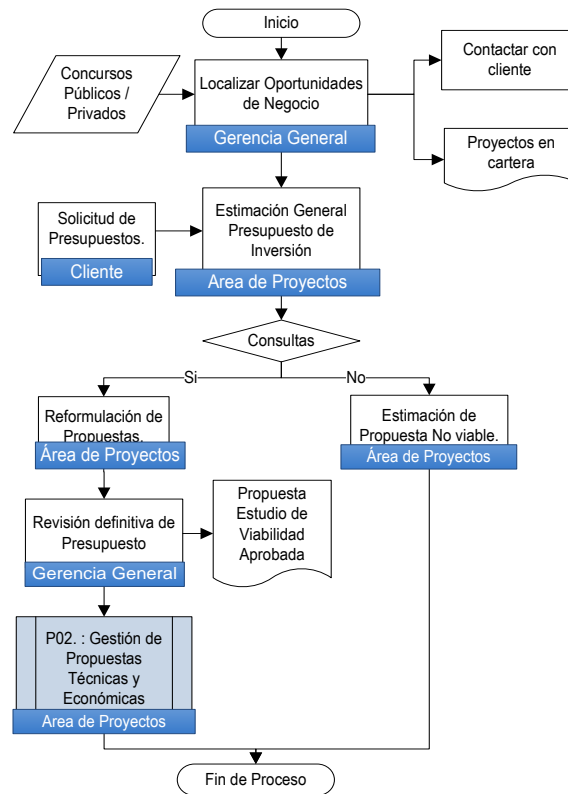 Inicio
Concursos
Públicos /
Privados
Localizar Oportunidades
de Negocio
Gerencia General
Contactar con
cliente
Proyectos en
cartera
Solicitud de
Presupuestos.
Cliente
Estimación General
Presupuesto de
Inversión
Area de Proyectos
Consultas
Si
No
Reformulación de
Propuestas.
Área de Proyectos
Estimación de
Propuesta No viable.
Área de Proyectos
Revisión definitiva de
Presupuesto
Gerencia General
Propuesta
Estudio de
Viabilidad
Aprobada
P02. : Gestión de
Propuestas
Técnicas y
Económicas
Area de Proyectos
Fin de Proceso